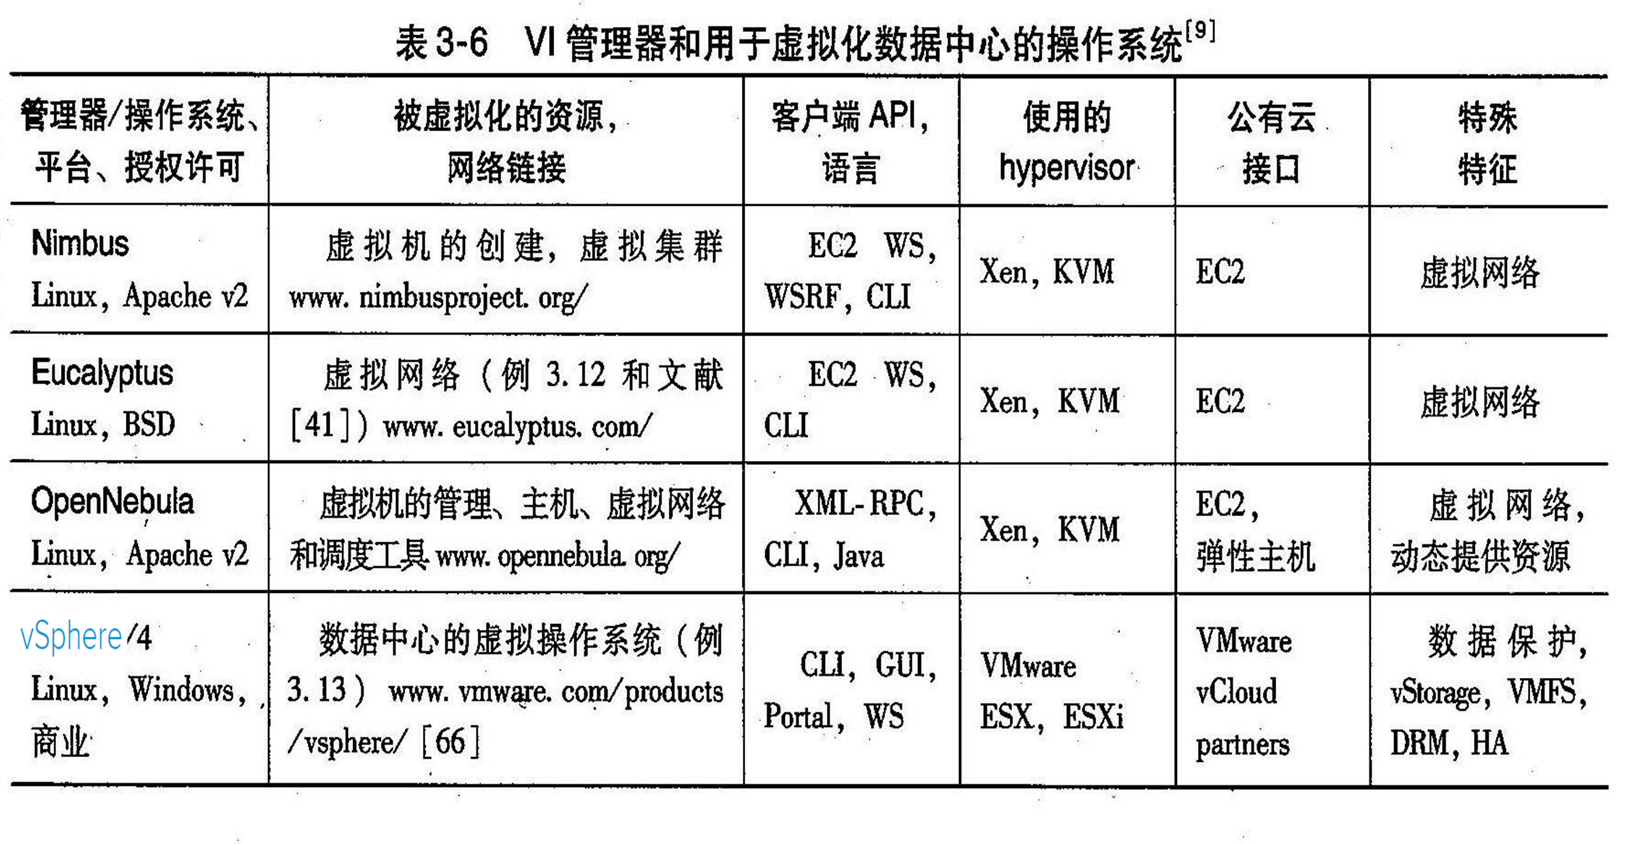 表 3-6 VI 管理器和用于虚拟化数据中心的操作系统[9]
管理器/操作系统、
平台、授权许可
被虚拟化的资源，
网络链接
客户端 API，
语言
使用的
hypervisor
公有云
接口
特殊
特征
Nimbus
Linux, Apache v2
虚拟机的创建，虚拟集群
www. nimbusproject. org/
EC2 WS,
WSRF, CLI
Xen, KVM
EC2
虚拟网络
Eucalyptus
Linux, BSD
虚拟网络（例 3.12 和文献
[41]）www. eucalyptus. com/
EC2 WS,
CLI
Xen, KVM
EC2
虚拟网络
OpenNebula
Linux, Apache v2
虚拟机的管理、主机、虚拟网络
和调度工具 www. opennebula. org/
XML-RPC,
CLI, Java
Xen, KVM
EC2,
弹性主机
虚拟网络，
动态提供资源
vSphere/4
Linux, Windows,
商业
数据中心的虚拟操作系统（例
3.13）www. vmware. com/products
/vsphere/ [66]
CLI, GUI,
Portal, WS
VMware
ESX, ESXi
VMware
vCloud
partners
数据保护，
vStorage, VMFS,
DRM, HA